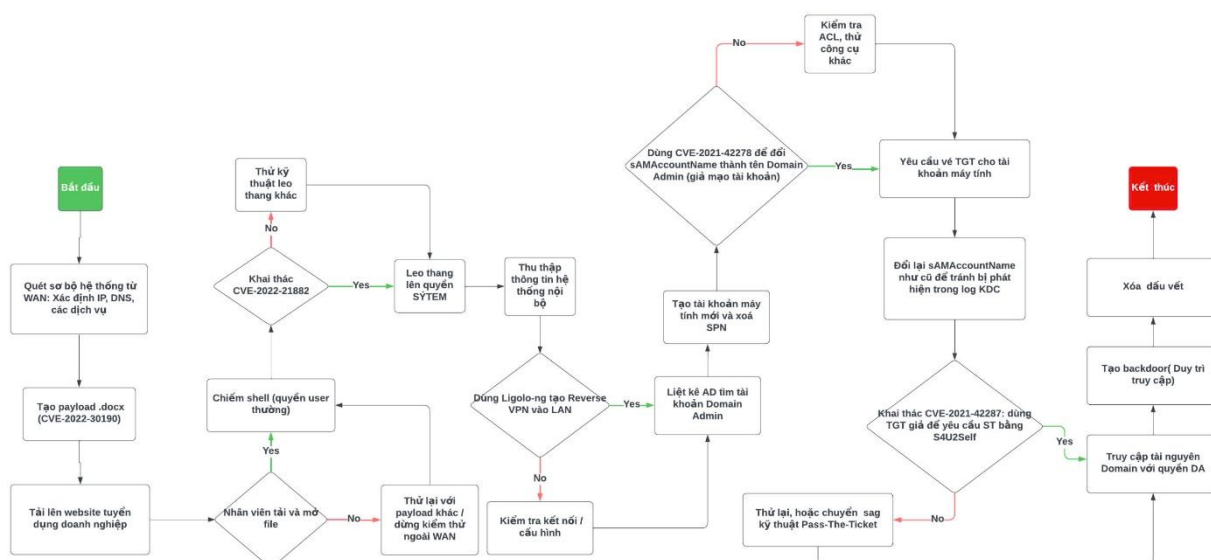 Bắt đầu
Quét sơ bộ hệ thống từ
WAN: Xác định IP, DNS,
các dịch vụ
Tạo payload .docx
(CVE-2022-30190)
Tải lên website tuyển
dụng doanh nghiệp
Nhân viên tải và mở
file
Yes
No
Thử lại với
payload khác /
dừng kiểm thử
ngoài WAN
Chiếm shell (quyền user
thường)
Khai thác
CVE-2022-21882
No
Yes
Thử kỹ
thuật leo
thang khác
Leo thang
lên quyền
SÝTEM
Thu thập
thông tin hệ
thống nội
bộ
Dùng Ligolo-ng tạo Reverse
VPN vào LAN
Yes
No
Kiểm tra kết nối /
cấu hình
Liệt kê AD tìm tài
khoản Domain
Admin
Tạo tài khoản máy
tính mới và xoá
SPN
Dùng CVE-2021-42278 để đổi
sAMAccountName thành tên Domain
Admin (giả mạo tài khoản)
No
Yes
Kiểm tra
ACL, thử
công cụ
khác
Yêu cầu vé TGT cho tài
khoản máy tính
Đổi lại sAMAccountName
như cũ để tránh bị phát
hiện trong log KDC
Khai thác CVE-2021-42287: dùng
TGT giả để yêu cầu ST bằng
S4U2Self
Yes
No
Thử lại, hoặc chuyển sag
kỹ thuật Pass-The-Ticket
Truy cập tài nguyên
Domain với quyền DA
Tạo backdoor( Duy trì
truy cập)
Xóa dấu vết
Kết thúc